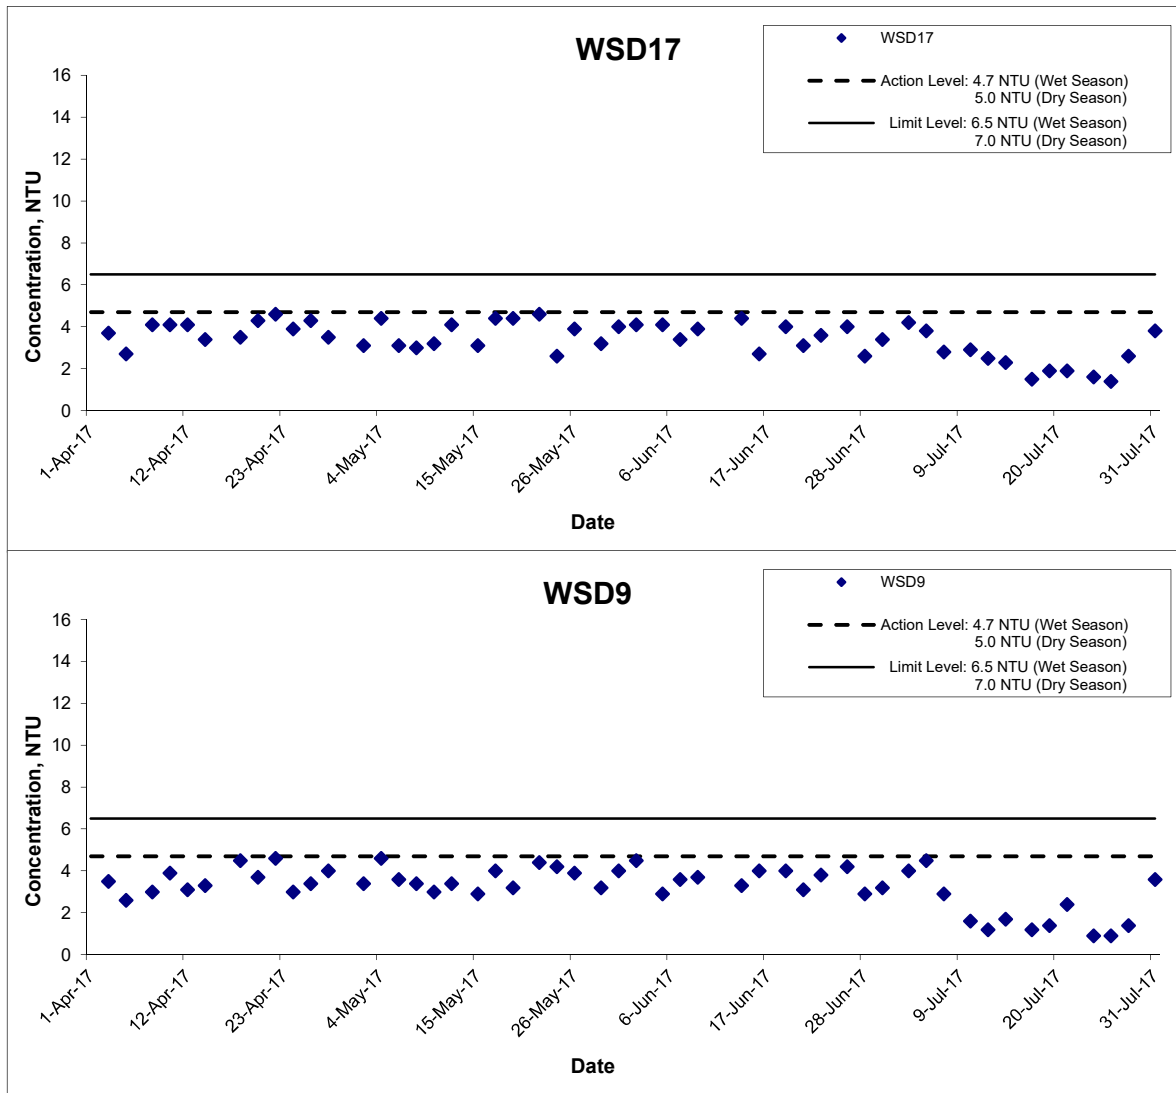 WSD17
WSD17
Action Level: 4.7 NTU (Wet Season)
5.0 NTU (Dry Season)
Limit Level: 6.5 NTU (Wet Season)
7.0 NTU (Dry Season)
Concentration, NTU
16
14
12
10
8
6
4
2
0
1-Apr-17
12-Apr-17
23-Apr-17
4-May-17
15-May-17
26-May-17
6-Jun-17
17-Jun-17
28-Jun-17
9-Jul-17
20-Jul-17
31-Jul-17
Date
WSD9
WSD9
Action Level: 4.7 NTU (Wet Season)
5.0 NTU (Dry Season)
Limit Level: 6.5 NTU (Wet Season)
7.0 NTU (Dry Season)
Concentration, NTU
16
14
12
10
8
6
4
2
0
1-Apr-17
12-Apr-17
23-Apr-17
4-May-17
15-May-17
26-May-17
6-Jun-17
17-Jun-17
28-Jun-17
9-Jul-17
20-Jul-17
31-Jul-17
Date